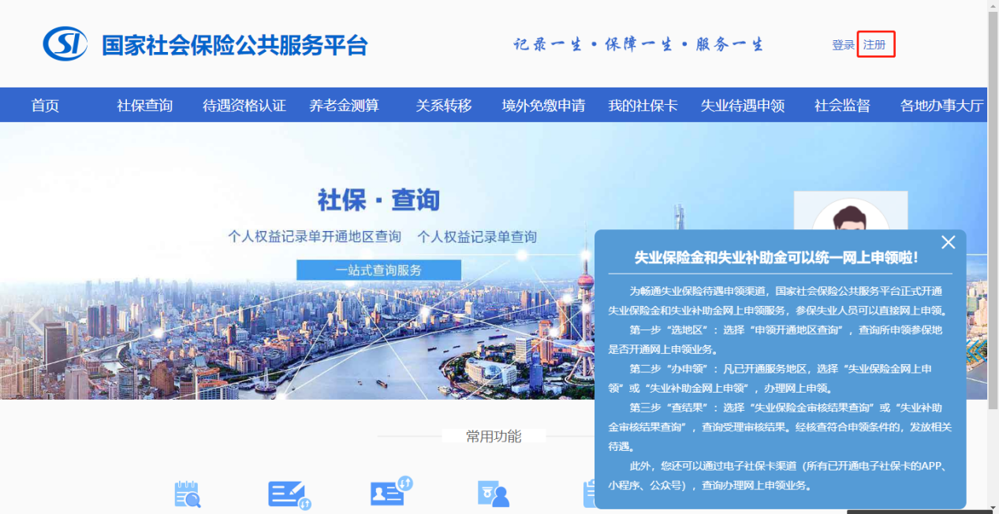 SI 国家社会保险公共服务平台
记录一生·保障一生·服务一生
登录 注册
首页 社保查询 待遇资格认证 养老金测算 关系转移 境外免缴申请 我的社保卡 失业待遇申领 社会监督 各地办事大厅
社保·查询
个人权益记录单开通地区查询 个人权益记录单查询
一站式查询服务
失业保险金和失业补助金可以统一网上申领啦！
为畅通失业保险待遇申领渠道，国家社会保险公共服务平台正式开通
失业保险金和失业补助金网上申领服务，参保失业人员可以直接网上申领。
第一步“选地区”：选择“申领开通地区查询”，查询所申领参保地
是否开通网上申领业务。
第二步“办申领”：凡已开通服务地区，选择“失业保险金网上申
领”或“失业补助金网上申领”，办理网上申领。
第三步“查结果”：选择“失业保险金审核结果查询”或“失业补助
金审核结果查询”，查询受理审核结果。经核查符合申领条件的，发放相关
待遇。
此外，您还可以通过电子社保卡渠道（所有已开通电子社保卡的APP、
小程序、公众号），查询办理网上申领业务。
常用功能